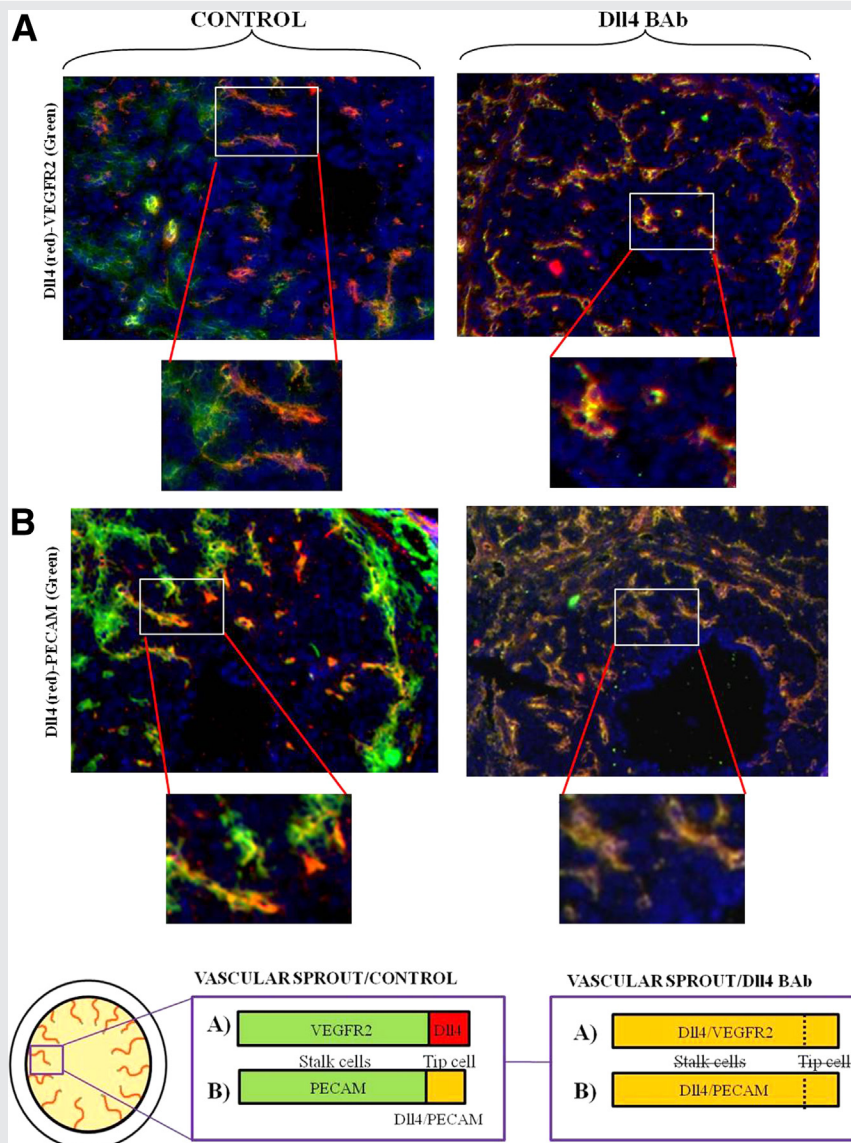 A
CONTROL
Dll4 BAb
Dll4 (red)-VEGFR2 (Green)
B
Dll4 (red)-PECAM (Green)
VASCULAR SPROUT/CONTROL
VASCULAR SPROUT/Dll4 BAb
A)
VEGFR2
Dll4
Stalk cells
Tip cell
B)
PECAM
Dll4/PECAM
A)
Dll4/VEGFR2
Stalk cells
Tip cell
B)
Dll4/PECAM